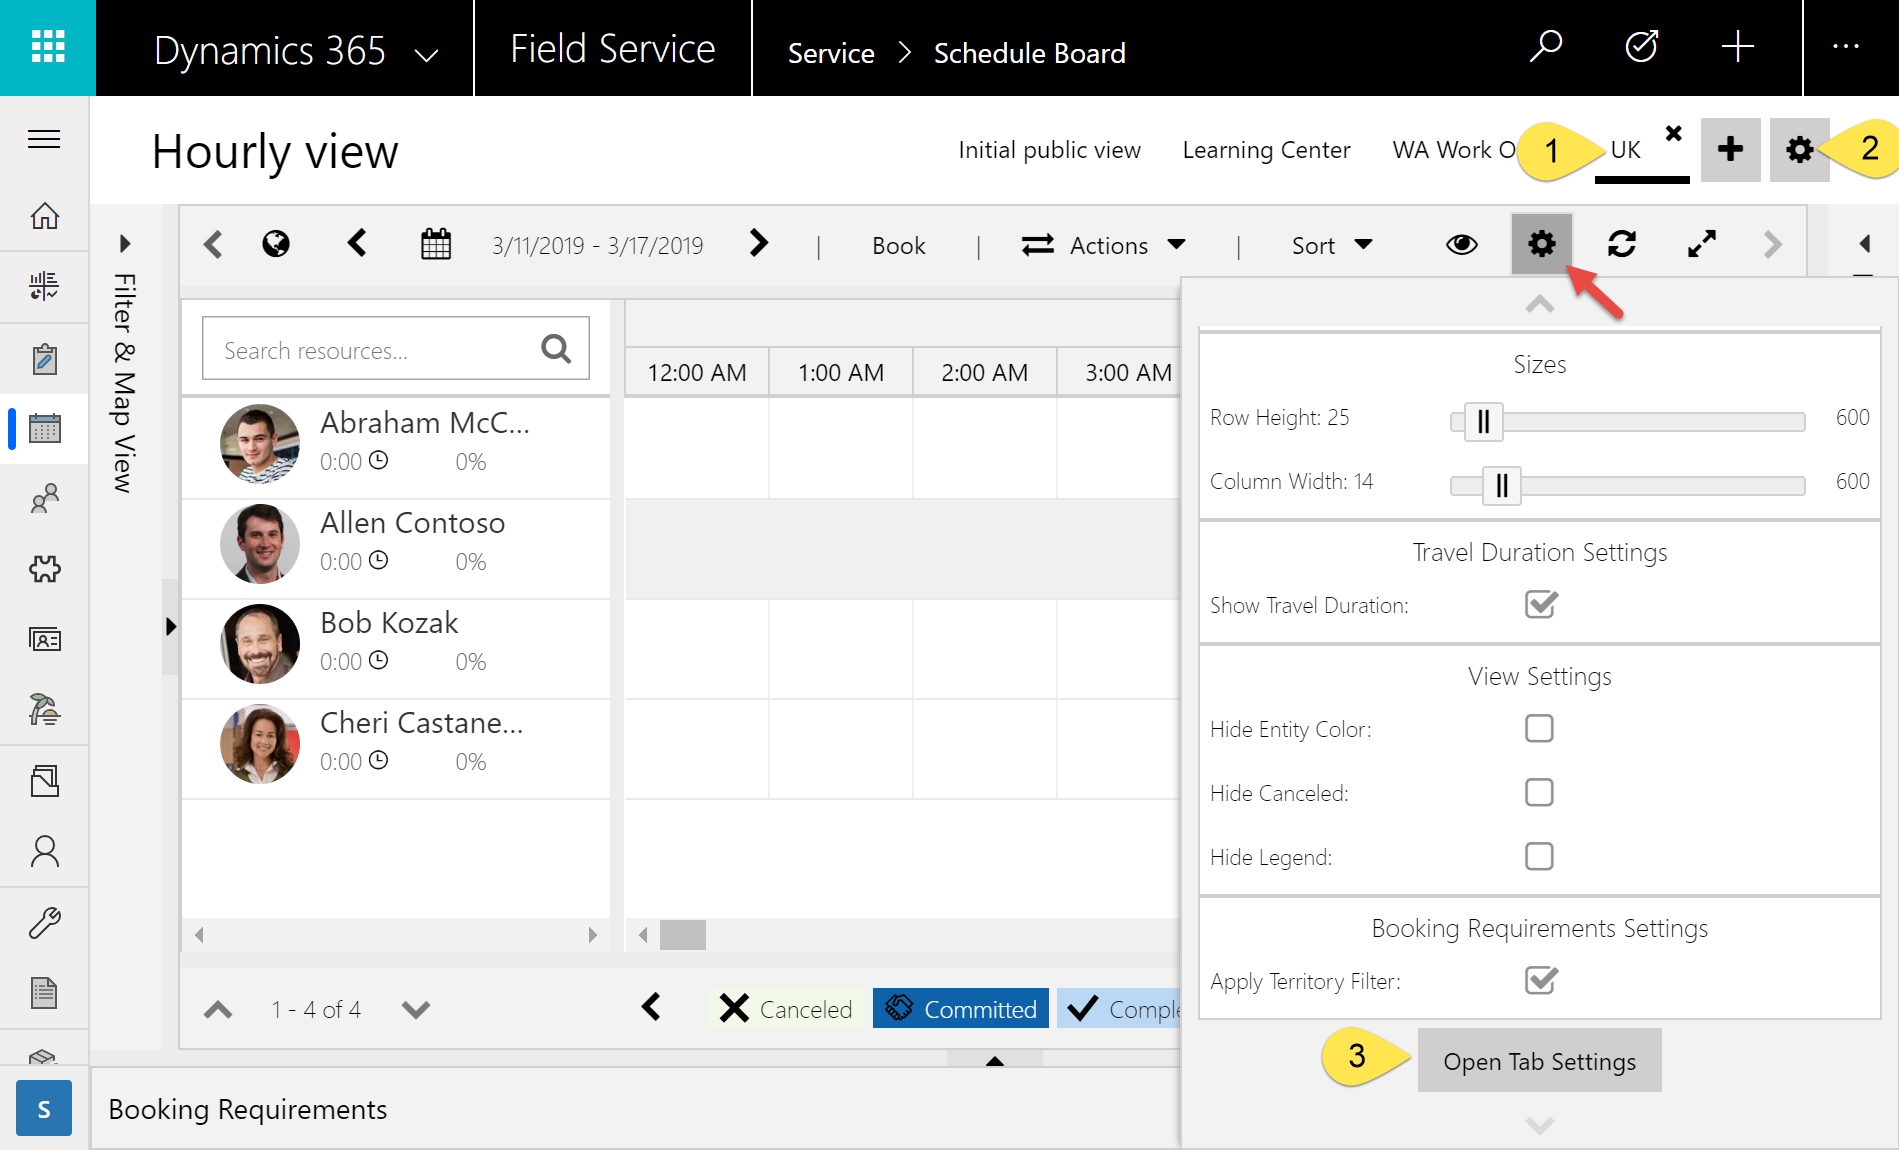 Dynamics 365
Field Service
Service > Schedule Board
Hourly view
Initial public view
Learning Center
WA Work O
1
UK
2
3/11/2019 - 3/17/2019
|
Book
|
Actions
|
Sort
Filter & Map View
Search resources...
12:00 AM
1:00 AM
2:00 AM
3:00 AM
Abraham McC...
0:00
0%
Allen Contoso
0:00
0%
Bob Kozak
0:00
0%
Cheri Castane...
0:00
0%
1 - 4 of 4
Canceled
Committed
Comple
Sizes
Row Height: 25
600
Column Width: 14
600
Travel Duration Settings
Show Travel Duration:
View Settings
Hide Entity Color:
Hide Canceled:
Hide Legend:
Booking Requirements Settings
Apply Territory Filter:
3
Open Tab Settings
S
Booking Requirements